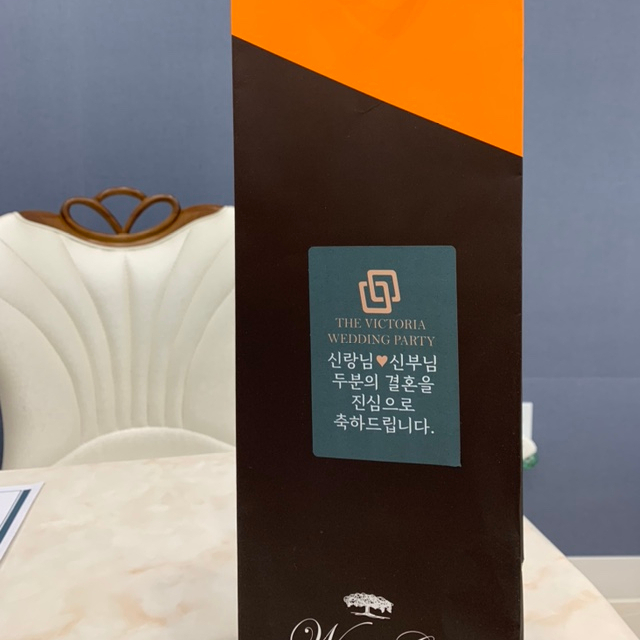 THE VICTORIA
WEDDING PARTY
신랑님♥신부님
두분의 결혼을
진심으로
축하드립니다.